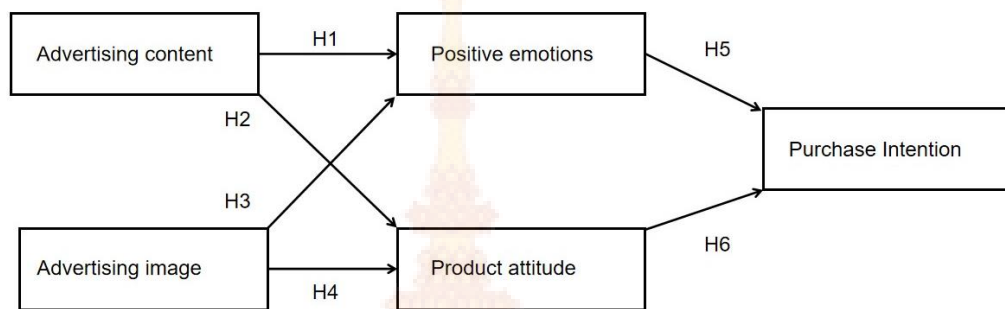 Advertising content
H1
Positive emotions
H5
H2
Purchase Intention
H3
Advertising image
H4
Product attitude
H6